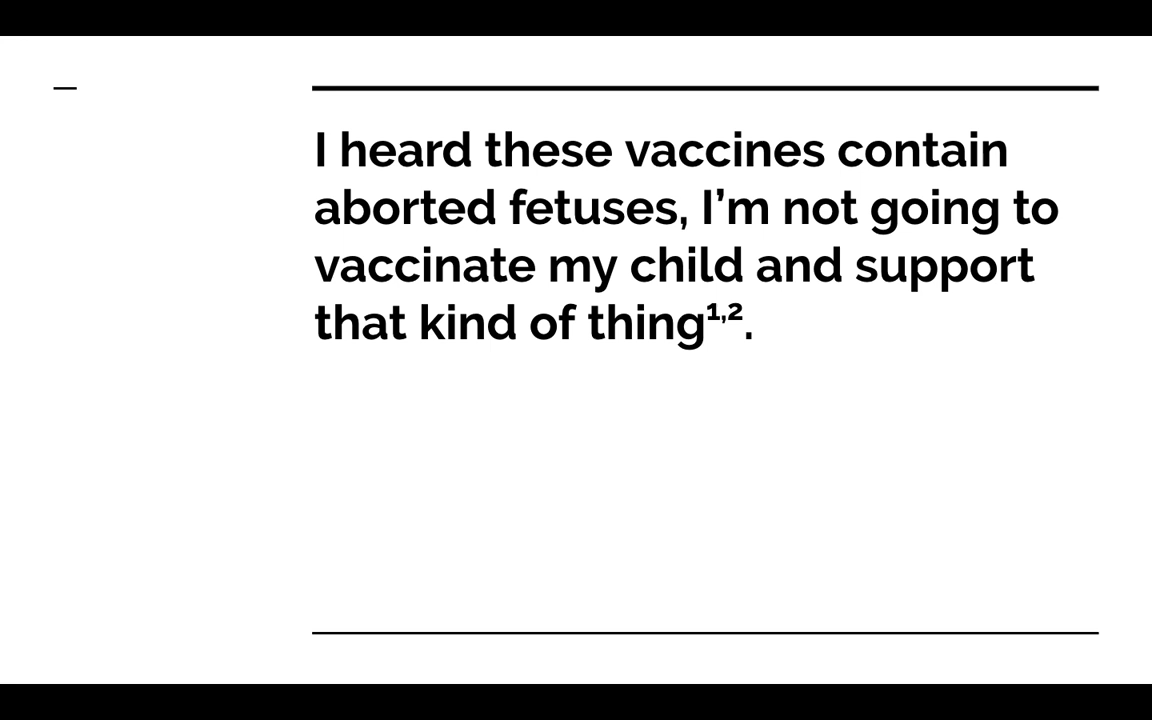 I heard these vaccines contain
aborted fetuses, I’m not going to
vaccinate my child and support
that kind of thing¹,².